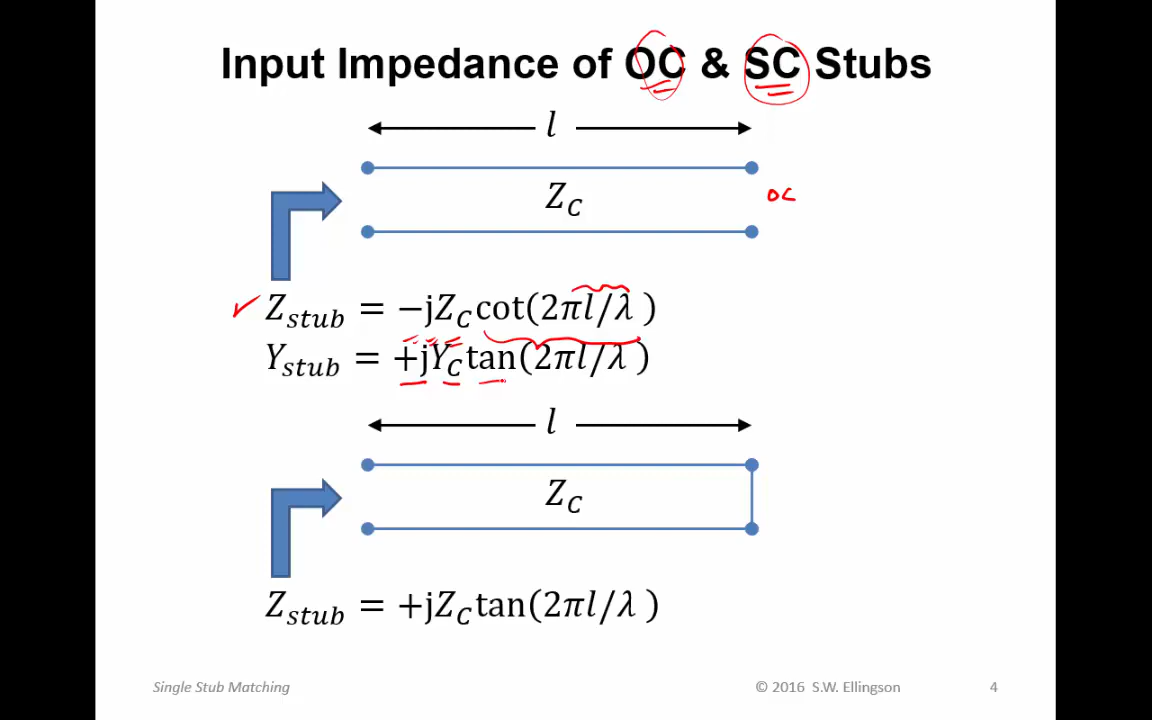 Input Impedance of OC & SC Stubs
l
Z_C
OC
Z_stub = −jZ_C cot(2πl/λ)
Y_stub = +jY_C tan(2πl/λ)
l
Z_C
Z_stub = +jZ_C tan(2πl/λ)
Single Stub Matching © 2016 S.W. Ellingson 4